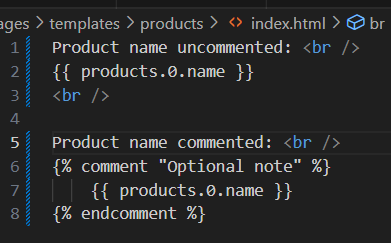 ages > templates > products > <> index.html > br
1 Product name uncommented: <br />
2 {{ products.0.name }}
3 <br />
4
5 Product name commented: <br />
6 {% comment "Optional note" %}
7     {{ products.0.name }}
8 {% endcomment %}